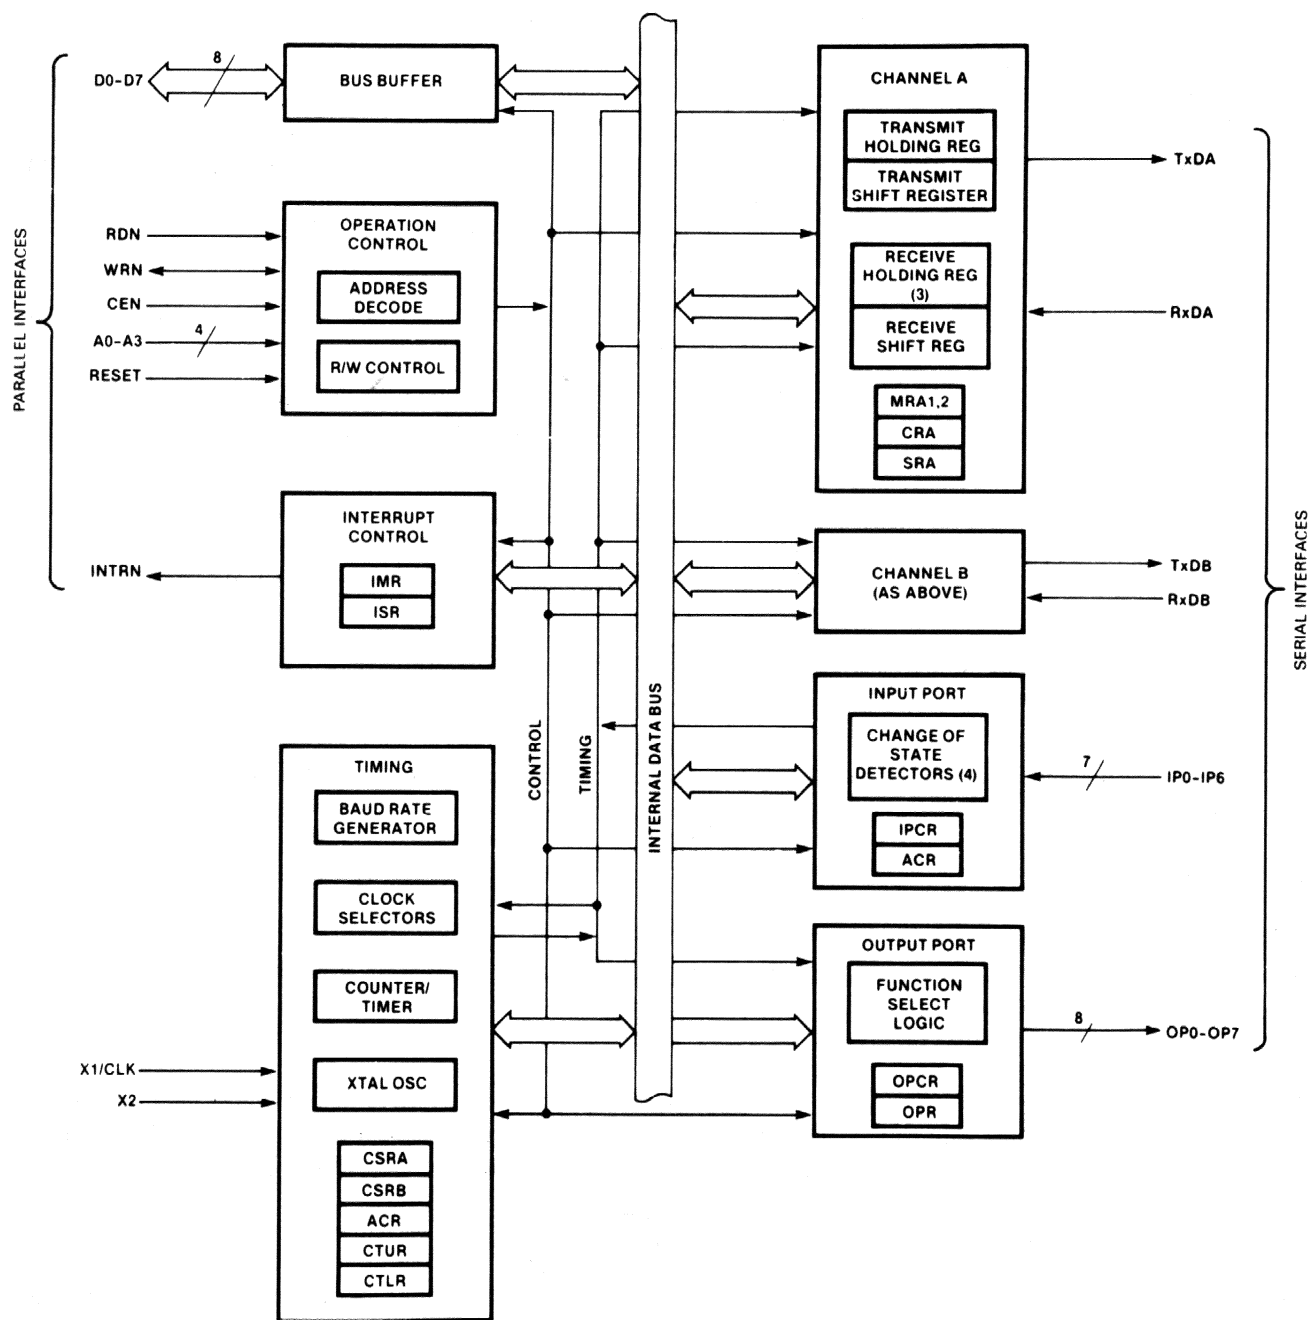 PARALLEL INTERFACES
D0-D7
8
BUS BUFFER
RDN
WRN
CEN
A0-A3
4
RESET
OPERATION
CONTROL
ADDRESS
DECODE
R/W CONTROL
INTRN
INTERRUPT
CONTROL
IMR
ISR
TIMING
BAUD RATE
GENERATOR
CLOCK
SELECTORS
COUNTER/
TIMER
X1/CLK
X2
XTAL OSC
CSRA
CSRB
ACR
CTUR
CTLR
CONTROL
TIMING
INTERNAL DATA BUS
CHANNEL A
TRANSMIT
HOLDING REG
TRANSMIT
SHIFT REGISTER
RECEIVE
HOLDING REG
(3)
RECEIVE
SHIFT REG
MRA1,2
CRA
SRA
TxDA
RxDA
CHANNEL B
(AS ABOVE)
TxDB
RxDB
INPUT PORT
CHANGE OF
STATE
DETECTORS (4)
IPCR
ACR
7
IP0-IP6
OUTPUT PORT
FUNCTION
SELECT
LOGIC
OPCR
OPR
8
OP0-OP7
SERIAL INTERFACES